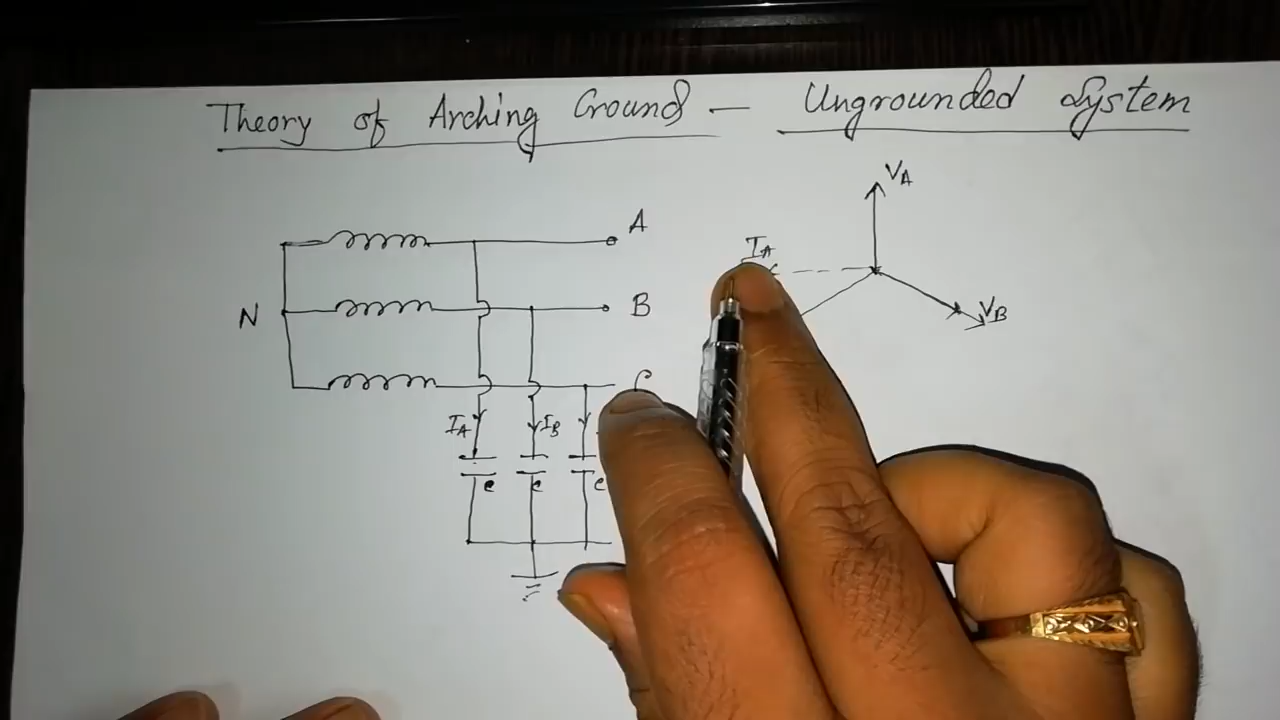 Theory of Arching Ground - Ungrounded System
VA
A
IA
N
B
VB
C
IA
IB
C
C
C